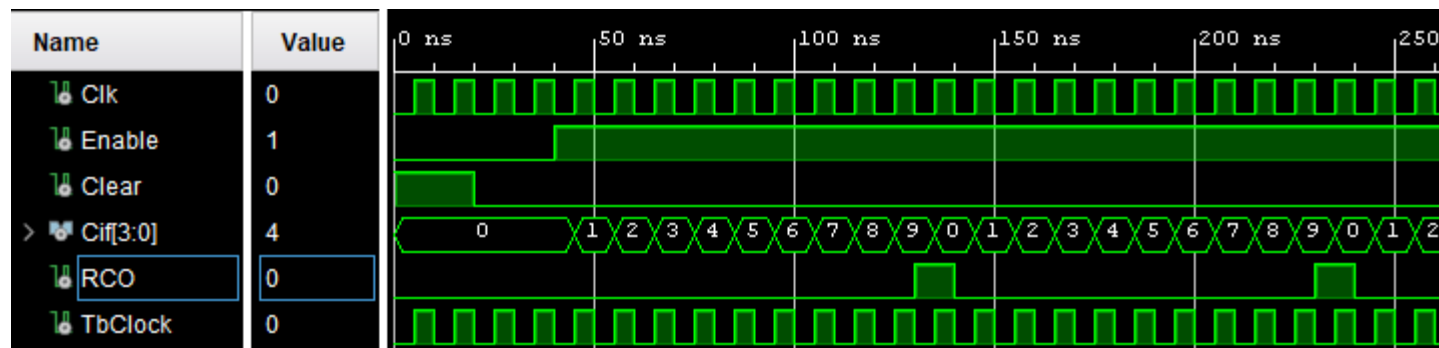 Name Value 0 ns 50 ns 100 ns 150 ns 200 ns 250
Clk 0
Enable 1
Clear 0
> Cif[3:0] 4 0 1 2 3 4 5 6 7 8 9 0 1 2 3 4 5 6 7 8 9 0 1 2
RCO 0
TbClock 0